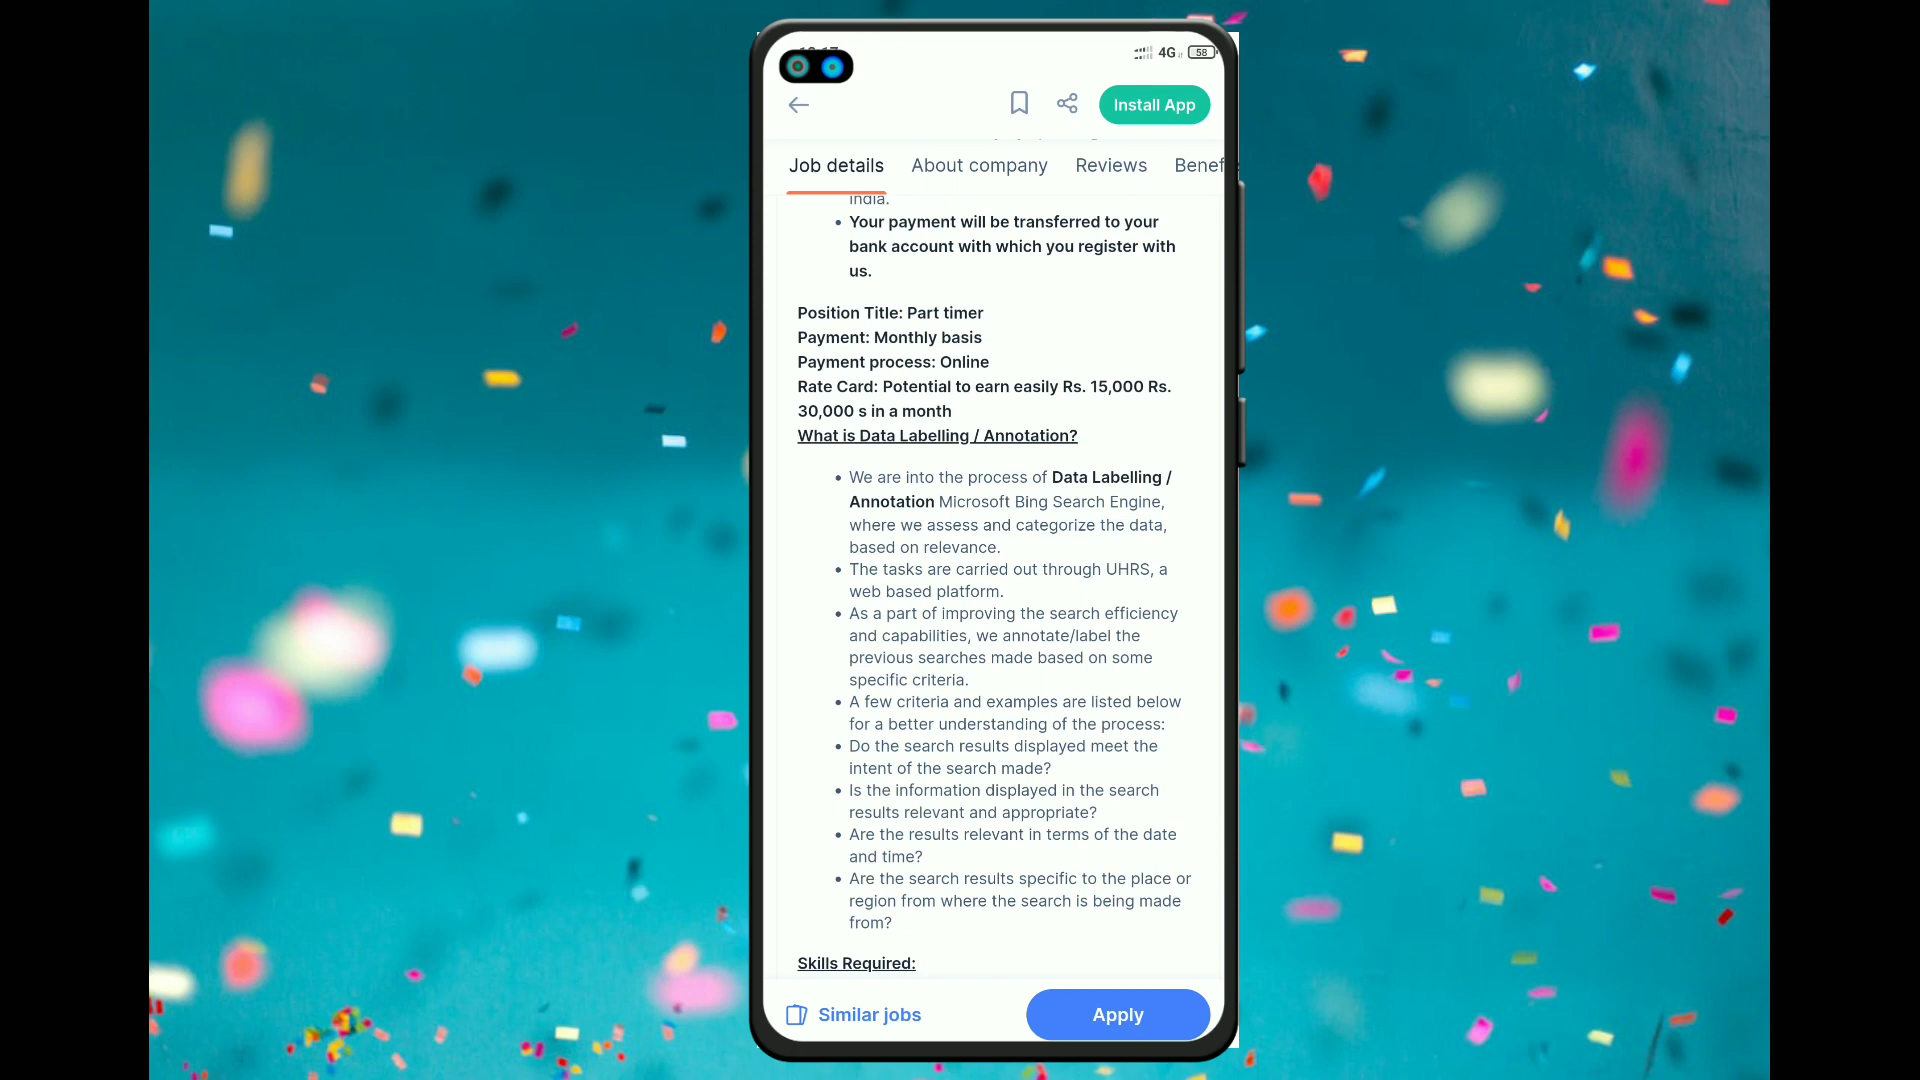 4G 58
Install App
Job details About company Reviews Benef
India.
• Your payment will be transferred to your
bank account with which you register with
us.
Position Title: Part timer
Payment: Monthly basis
Payment process: Online
Rate Card: Potential to earn easily Rs. 15,000 Rs.
30,000 s in a month
What is Data Labelling / Annotation?
• We are into the process of Data Labelling /
Annotation Microsoft Bing Search Engine,
where we assess and categorize the data,
based on relevance.
• The tasks are carried out through UHRS, a
web based platform.
• As a part of improving the search efficiency
and capabilities, we annotate/label the
previous searches made based on some
specific criteria.
• A few criteria and examples are listed below
for a better understanding of the process:
• Do the search results displayed meet the
intent of the search made?
• Is the information displayed in the search
results relevant and appropriate?
• Are the results relevant in terms of the date
and time?
• Are the search results specific to the place or
region from where the search is being made
from?
Skills Required:
Similar jobs Apply